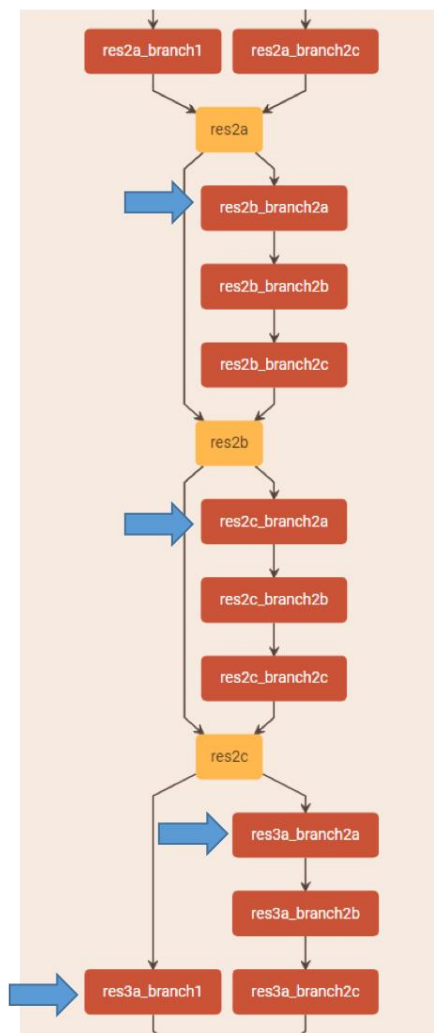 res2a_branch1
res2a_branch2c
res2a
res2b_branch2a
res2b_branch2b
res2b_branch2c
res2b
res2c_branch2a
res2c_branch2b
res2c_branch2c
res2c
res3a_branch2a
res3a_branch2b
res3a_branch1
res3a_branch2c